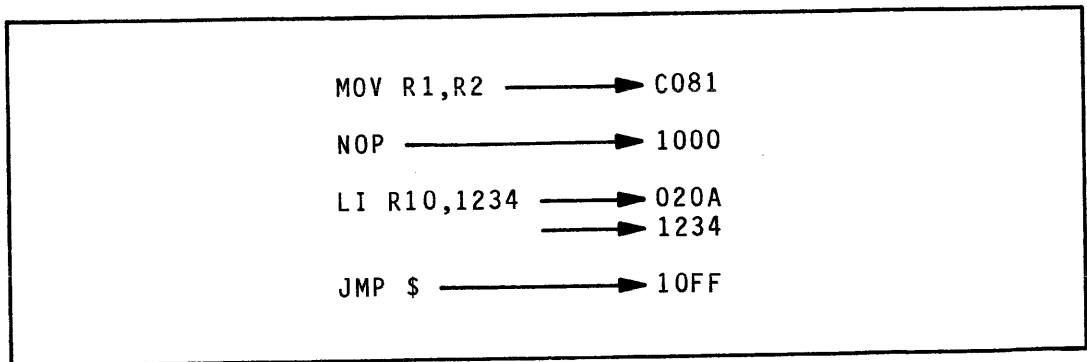 MOV R1,R2 → C081
NOP → 1000
LI R10,1234 → 020A
→ 1234
JMP $ → 10FF